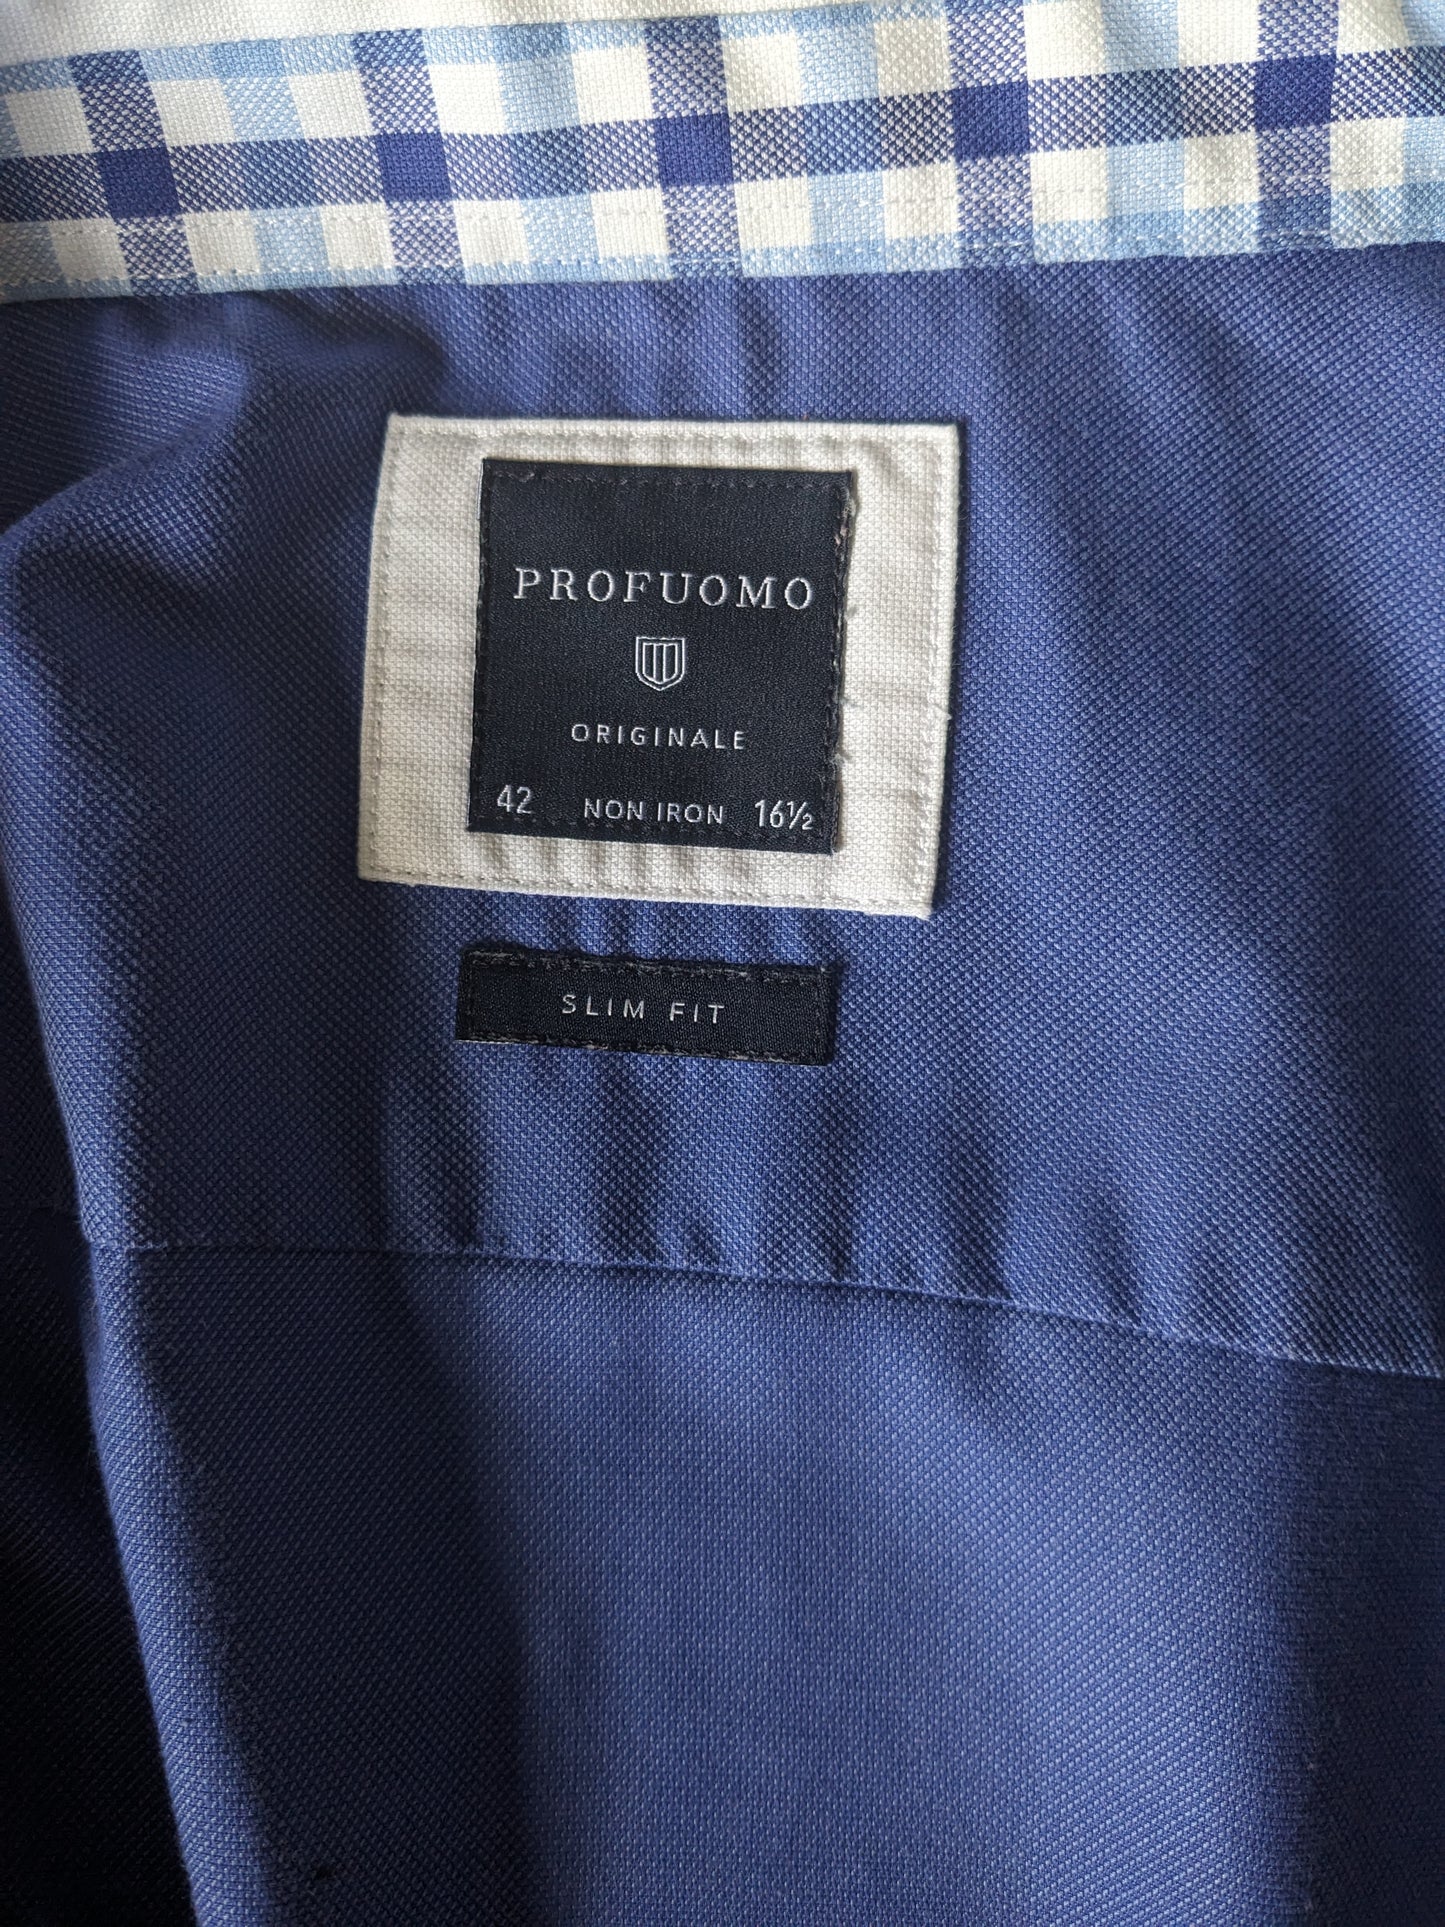 PROFUOMO
ORIGINALE
42 NON IRON 16½
SLIM FIT